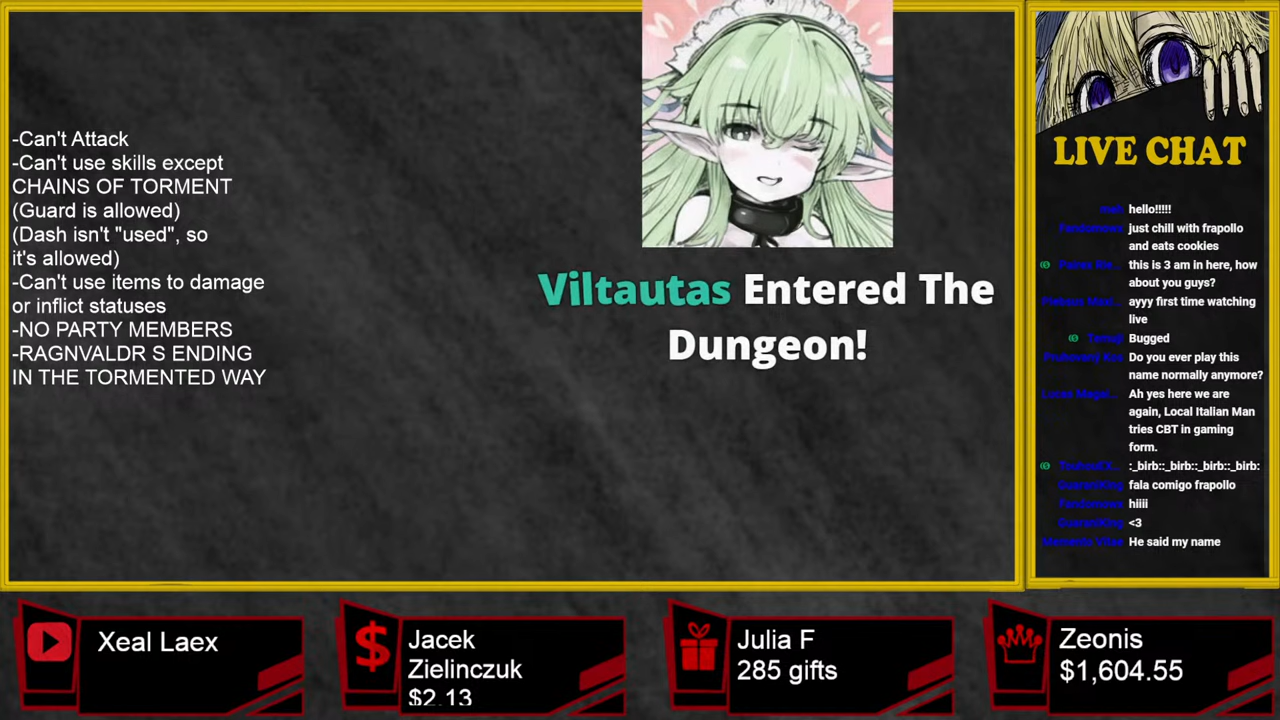 -Can't Attack
-Can't use skills except
CHAINS OF TORMENT
(Guard is allowed)
(Dash isn't "used", so
it's allowed)
-Can't use items to damage
or inflict statuses
-NO PARTY MEMBERS
-RAGNVALDR S ENDING
IN THE TORMENTED WAY
Viltautas Entered The
Dungeon!
LIVE CHAT
hello!!!!!
just chill with frapollo
and eats cookies
this is 3 am in here, how
about you guys?
ayyy first time watching
live
Bugged
Do you ever play this
name normally anymore?
Ah yes here we are
again, Local Italian Man
tries CBT in gaming
form.
:_birb::_birb::_birb::_birb:
GuaraniKing fala comigo frapollo
hiiii
GuaraniKing <3
Memento Vitae He said my name
Xeal Laex
Jacek
Zielinczuk
$2.13
Julia F
285 gifts
Zeonis
$1,604.55